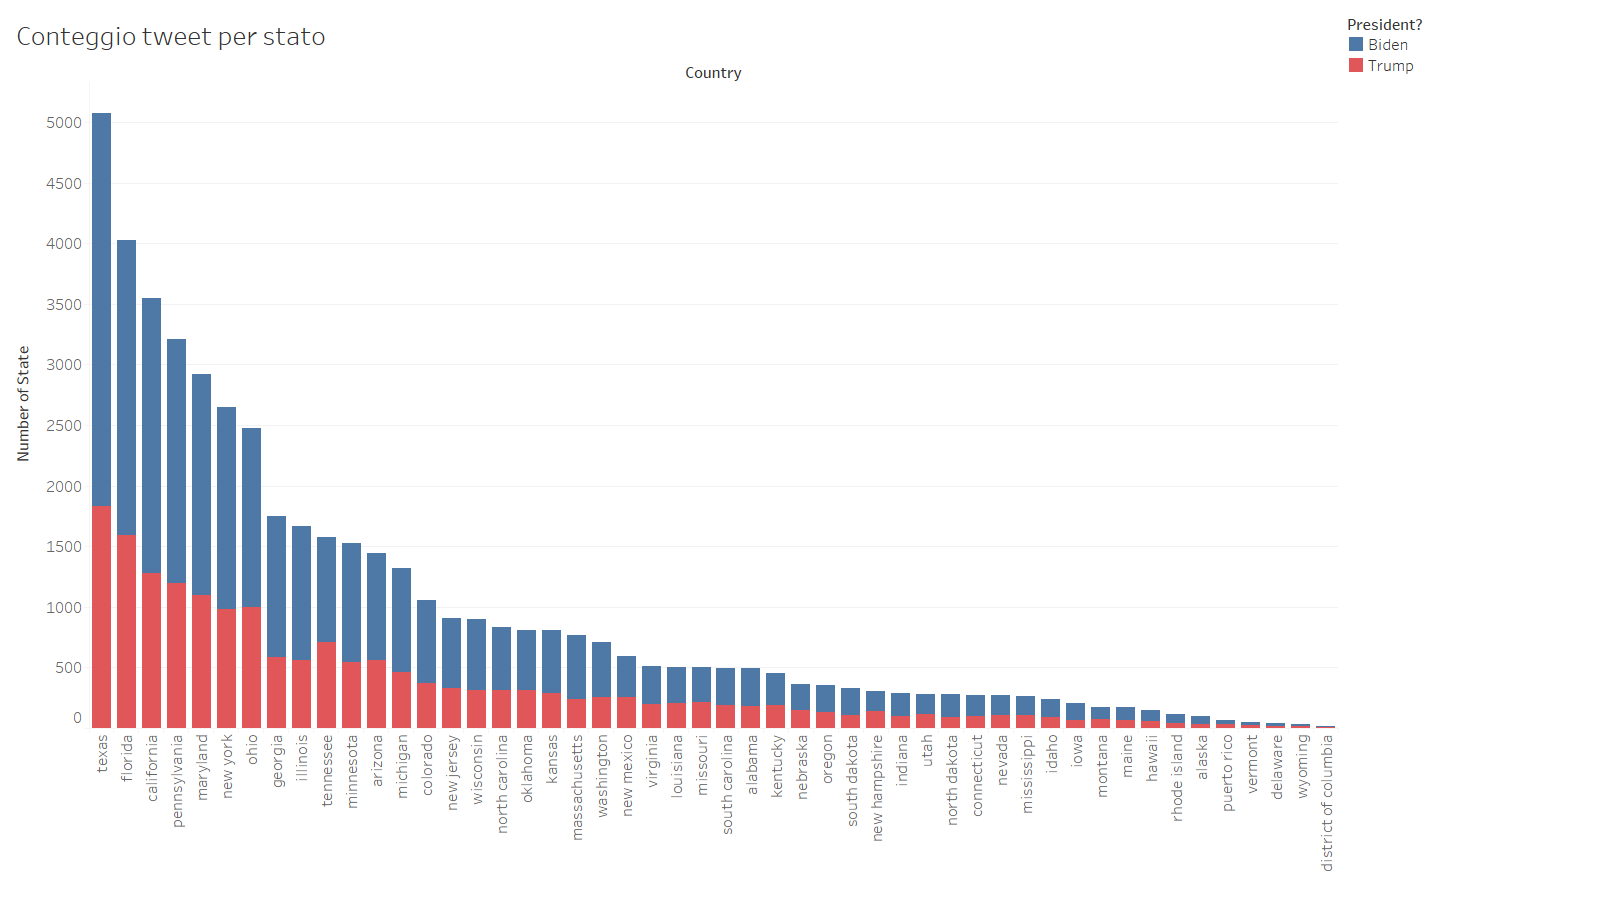 Conteggio tweet per stato
President?
Biden
Trump
Country
Number of State
5000
4500
4000
3500
3000
2500
2000
1500
1000
500
0
texas
florida
california
pennsylvania
maryland
new york
ohio
georgia
illinois
tennessee
minnesota
arizona
michigan
colorado
new jersey
wisconsin
north carolina
oklahoma
kansas
massachusetts
washington
new mexico
virginia
louisiana
missouri
south carolina
alabama
kentucky
nebraska
oregon
south dakota
new hampshire
indiana
utah
north dakota
connecticut
nevada
mississippi
idaho
iowa
montana
maine
hawaii
rhode island
alaska
puerto rico
vermont
delaware
wyoming
district of columbia